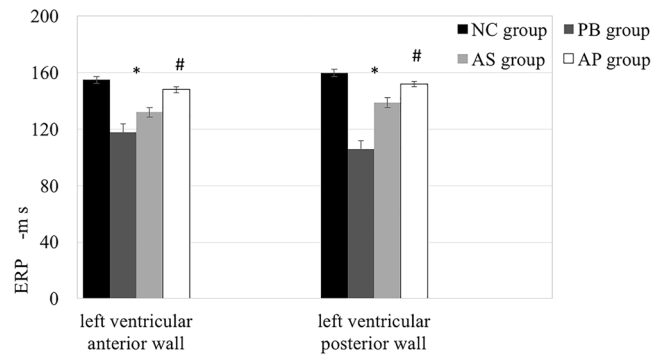 200
160
120
80
40
0
ERP -m s
NC group PB group
AS group AP group
* #
* #
left ventricular
anterior wall
left ventricular
posterior wall